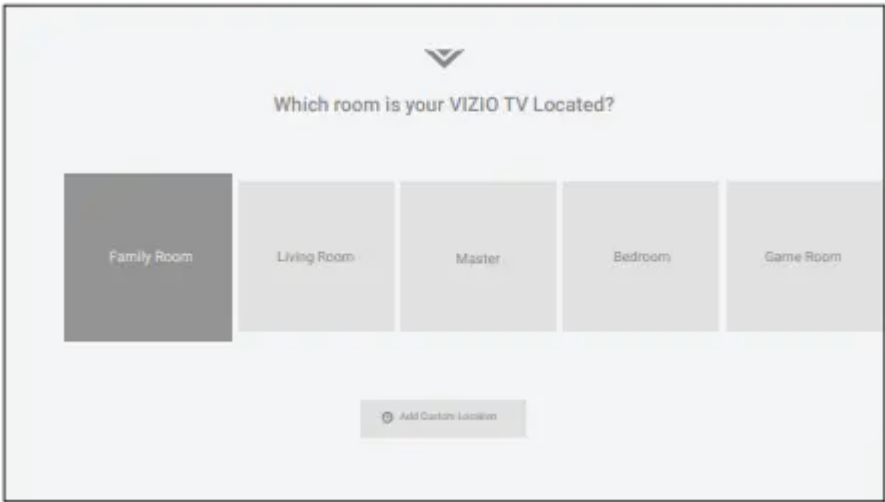 Which room is your VIZIO TV Located?
Family Room
Living Room
Master
Bedroom
Game Room
Add Custom Location